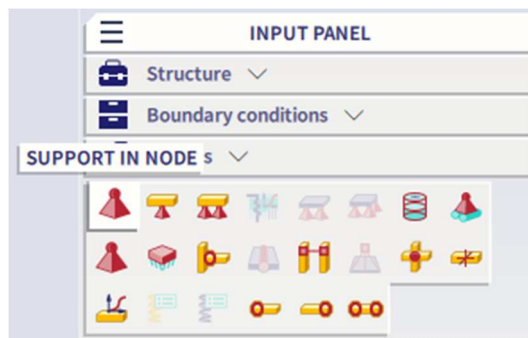 INPUT PANEL
Structure
Boundary conditions
SUPPORT IN NODE